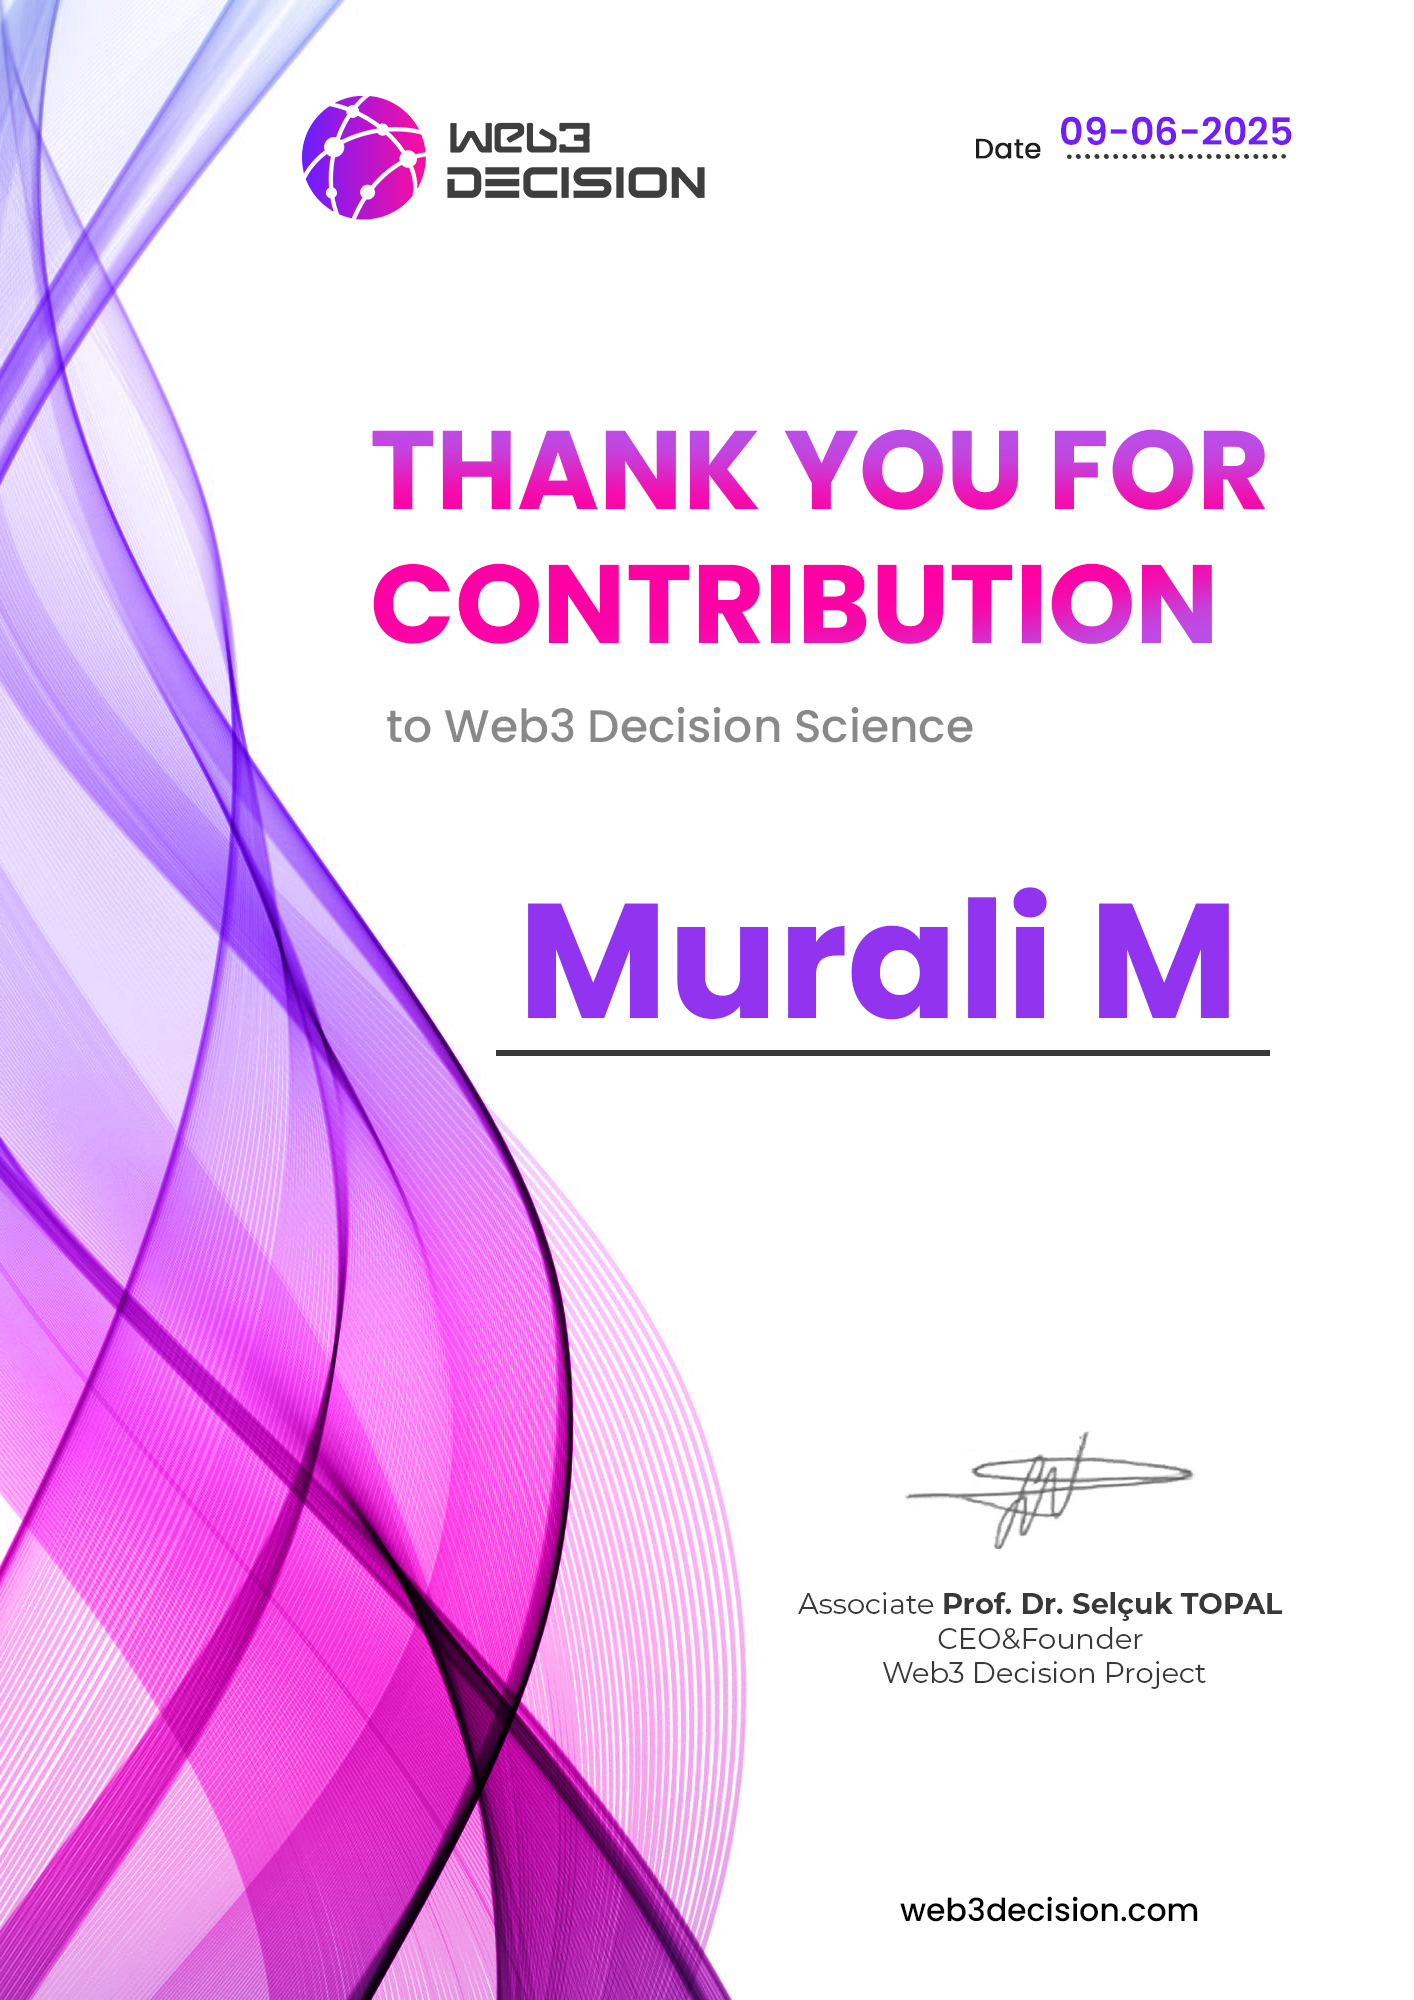 Web3
DECISION
Date 09-06-2025
THANK YOU FOR
CONTRIBUTION
to Web3 Decision Science
Murali M
Associate Prof. Dr. Selçuk TOPAL
CEO&Founder
Web3 Decision Project
web3decision.com